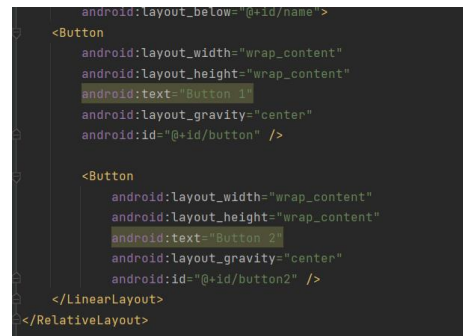 android:layout_below="@+id/name">
<Button
android:layout_width="wrap_content"
android:layout_height="wrap_content"
android:text="Button 1"
android:layout_gravity="center"
android:id="@+id/button" />
<Button
android:layout_width="wrap_content"
android:layout_height="wrap_content"
android:text="Button 2"
android:layout_gravity="center"
android:id="@+id/button2" />
</LinearLayout>
</RelativeLayout>